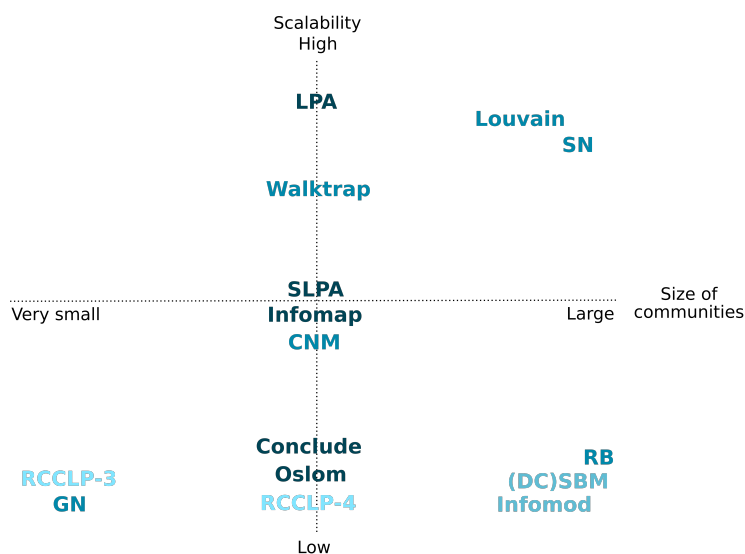 Scalability
High
LPA
Louvain
SN
Walktrap
SLPA
Size of
communities
Very small
Infomap
Large
CNM
Conclude
RB
Oslom
RCCLP-3
(DC)SBM
GN
RCCLP-4
Infomod
Low